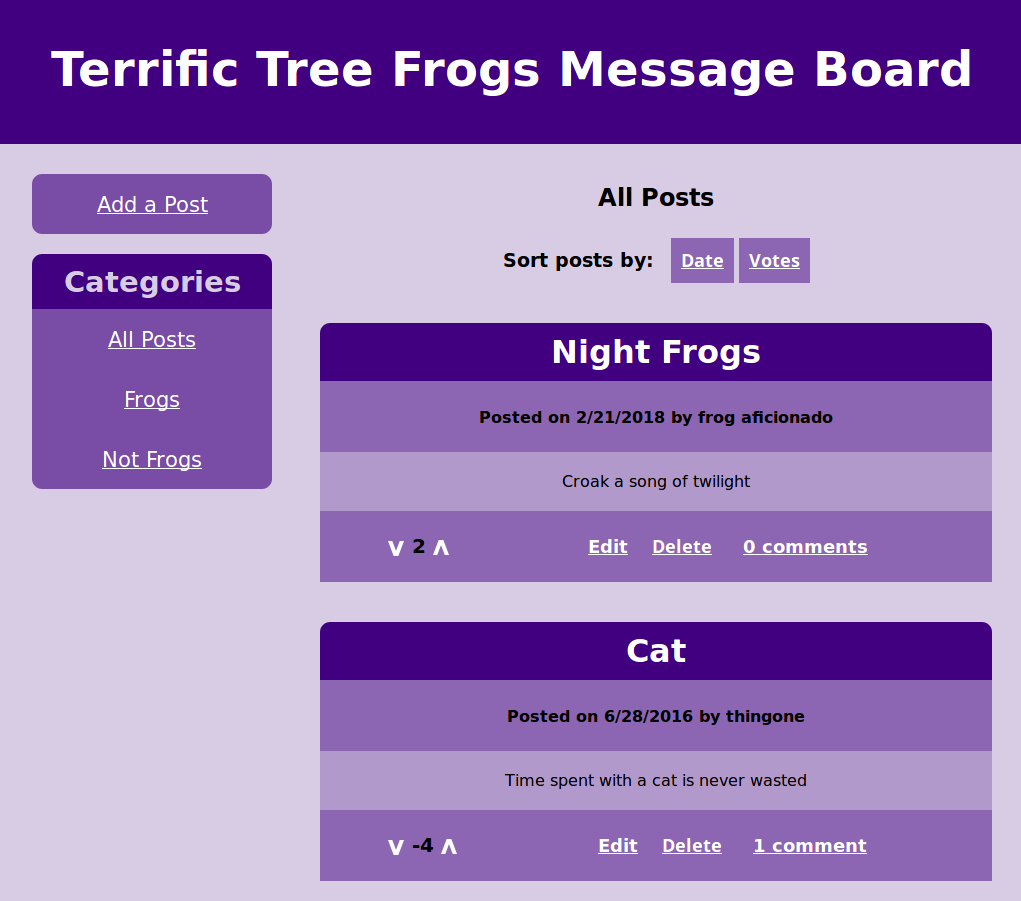 Terrific Tree Frogs Message Board
Add a Post
Categories
All Posts
Frogs
Not Frogs
All Posts
Sort posts by: Date Votes
Night Frogs
Posted on 2/21/2018 by frog aficionado
Croak a song of twilight
v 2 ʌ Edit Delete 0 comments
Cat
Posted on 6/28/2016 by thingone
Time spent with a cat is never wasted
v -4 ʌ Edit Delete 1 comment